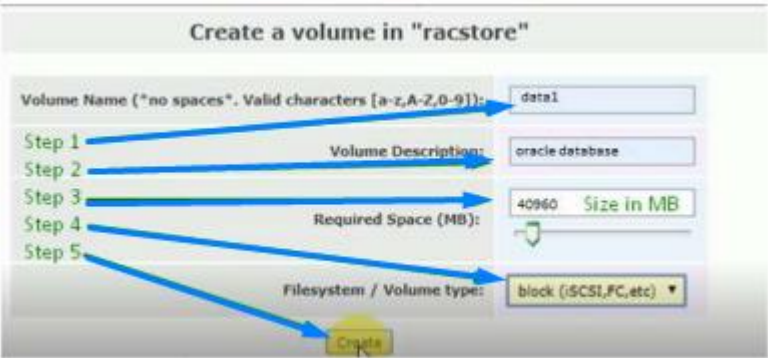 Create a volume in "racstore"
Volume Name (*no spaces*. Valid characters [a-z,A-Z,0-9]): data1
Step 1
Volume Description: oracle database
Step 2
Step 3
40960 Size in MB
Required Space (MB):
Step 4
Step 5
Filesystem / Volume type: block (iSCSI,FC,etc)
Create